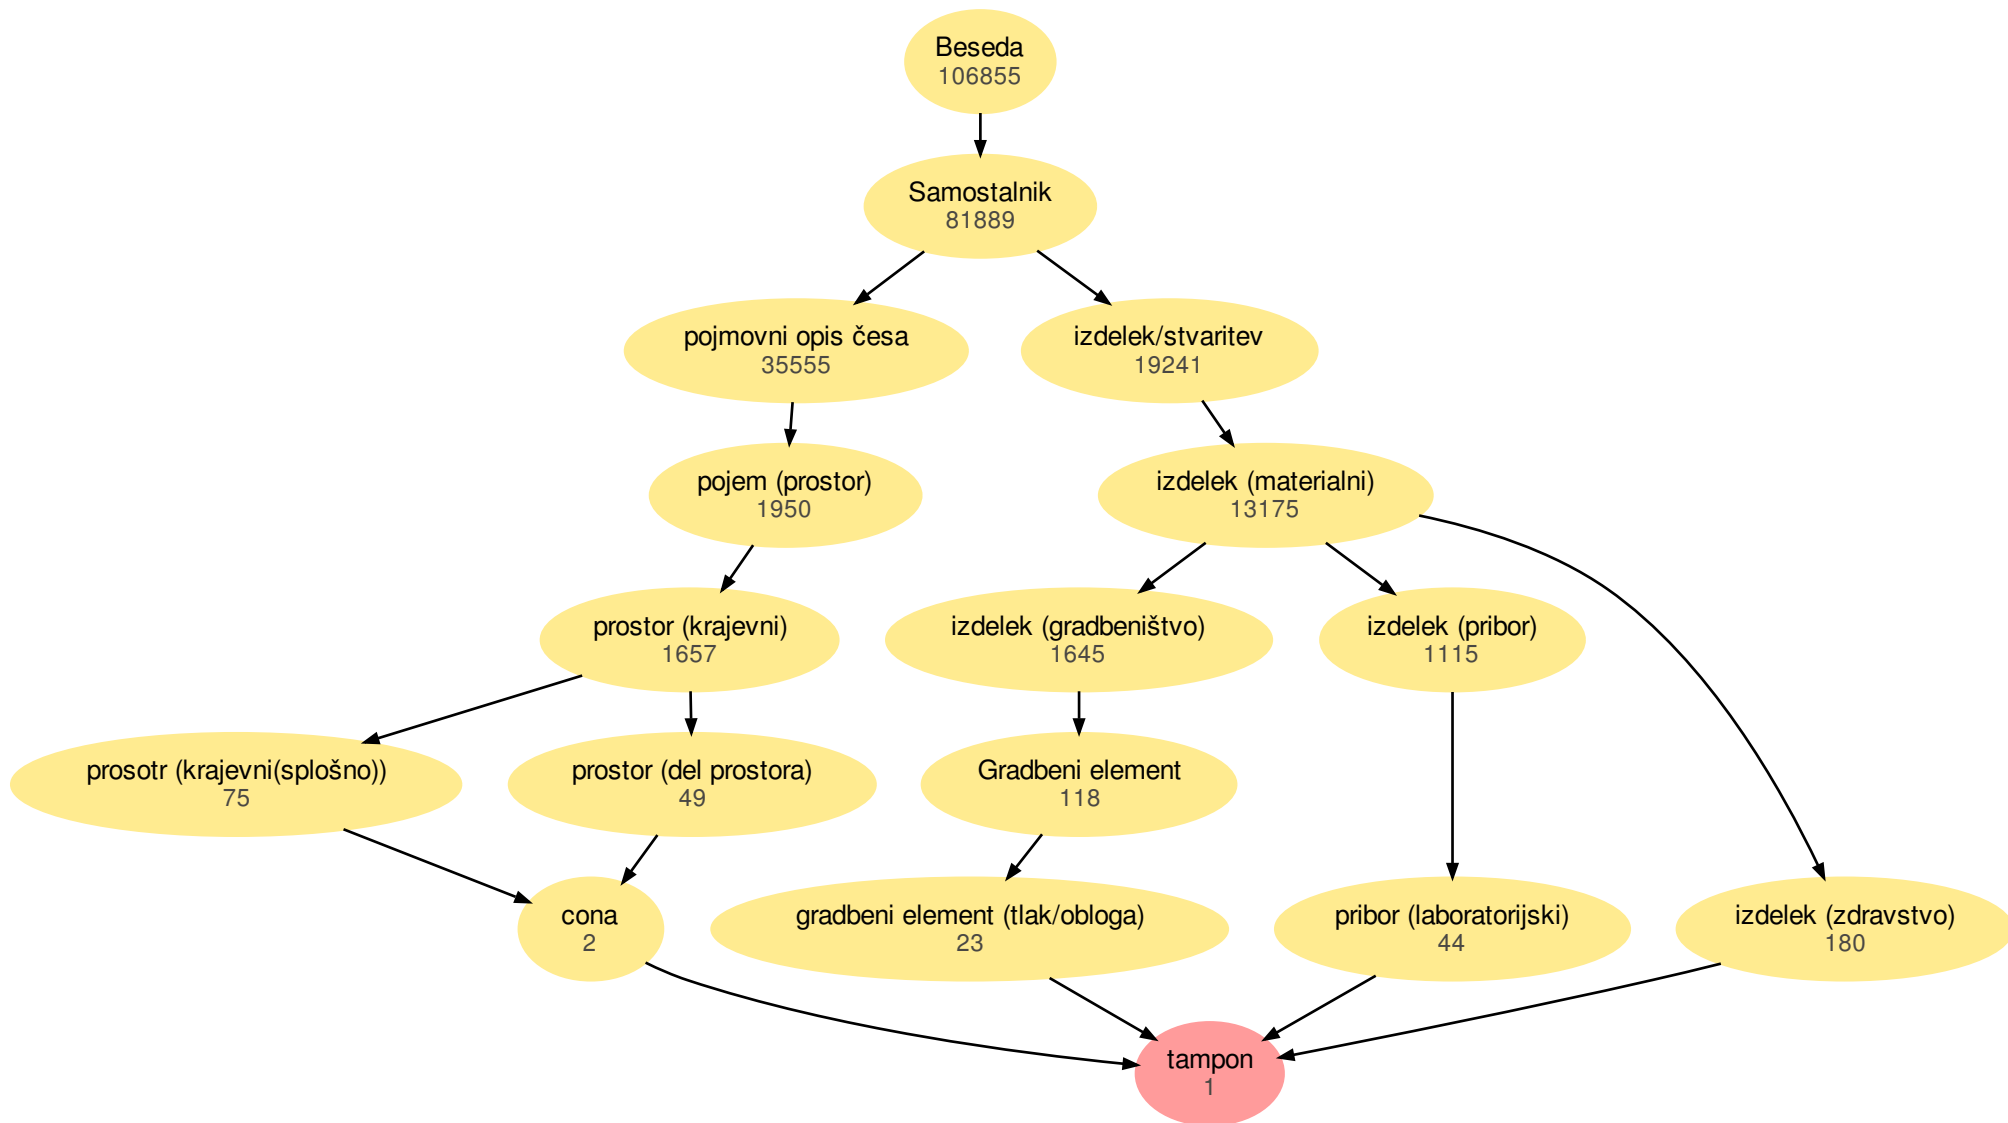 Beseda
106855
Samostalnik
81889
pojmovni opis česa
35555
izdelek/stvaritev
19241
pojem (prostor)
1950
izdelek (materialni)
13175
prostor (krajevni)
1657
izdelek (gradbeništvo)
1645
izdelek (pribor)
1115
prosotr (krajevni(splošno))
75
prostor (del prostora)
49
Gradbeni element
118
cona
2
gradbeni element (tlak/obloga)
23
pribor (laboratorijski)
44
izdelek (zdravstvo)
180
tampon
1